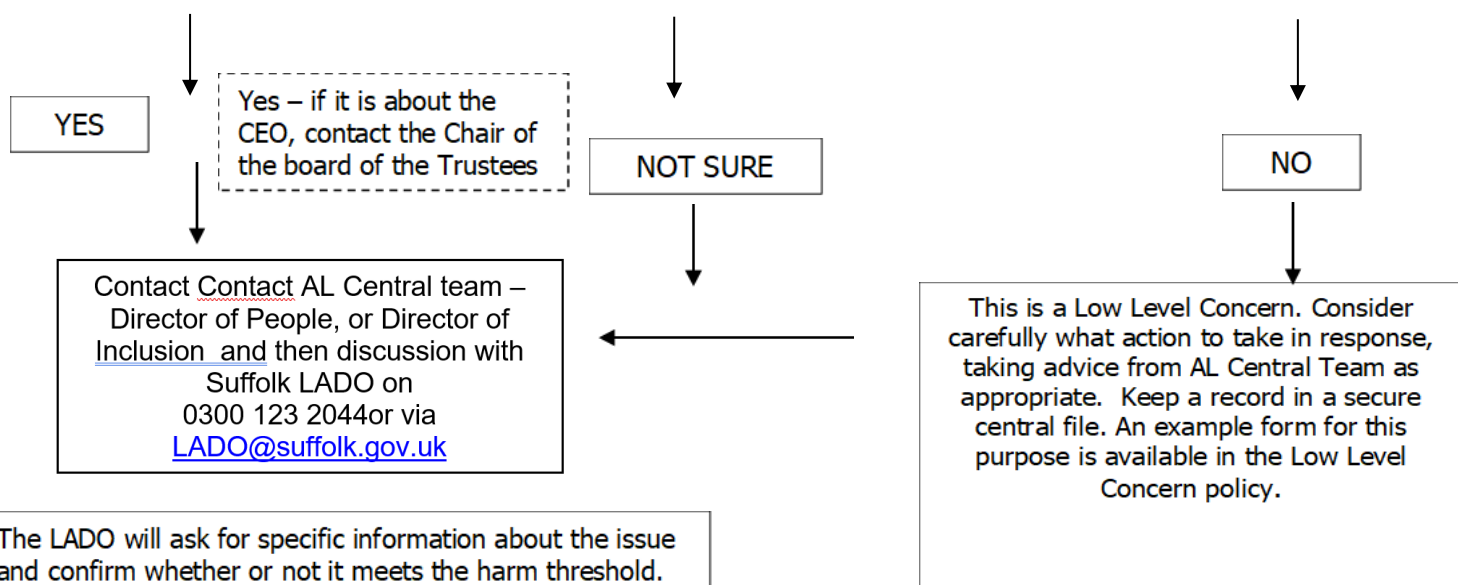 YES
Yes – if it is about the
CEO, contact the Chair of
the board of the Trustees
NOT SURE
NO
Contact Contact AL Central team –
Director of People, or Director of
Inclusion  and then discussion with
Suffolk LADO on
0300 123 2044or via
LADO@suffolk.gov.uk
This is a Low Level Concern. Consider
carefully what action to take in response,
taking advice from AL Central Team as
appropriate.  Keep a record in a secure
central file. An example form for this
purpose is available in the Low Level
Concern policy.
The LADO will ask for specific information about the issue
and confirm whether or not it meets the harm threshold.